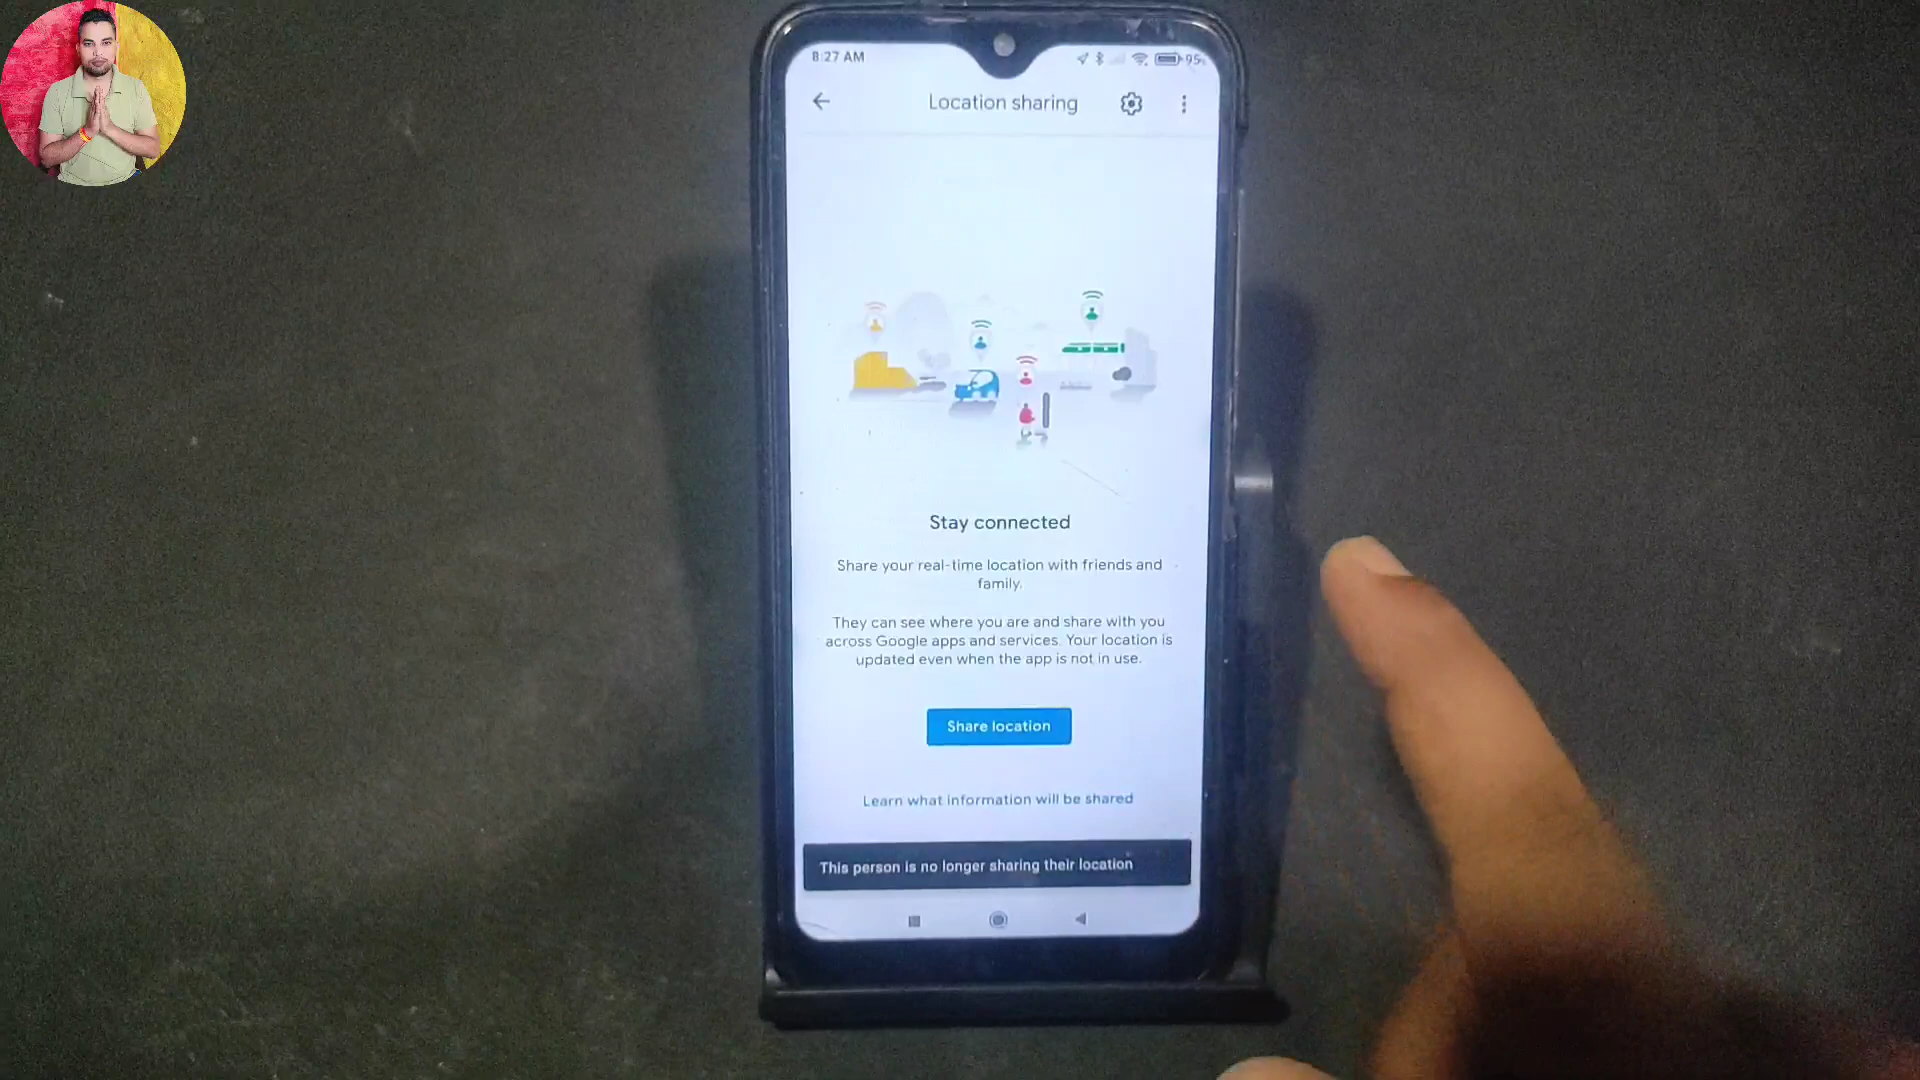 8:27 AM
95%
Location sharing
Stay connected
Share your real-time location with friends and
family.
They can see where you are and share with you
across Google apps and services. Your location is
updated even when the app is not in use.
Share location
Learn what information will be shared
This person is no longer sharing their location